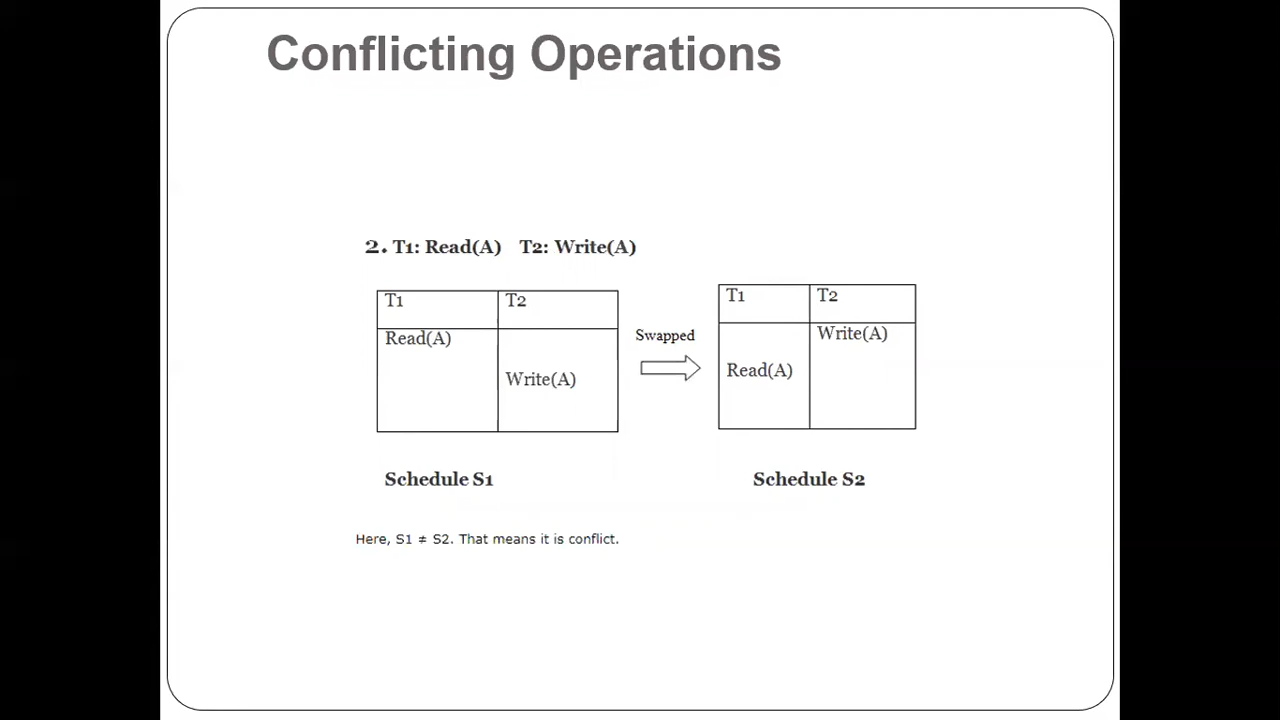 Conflicting Operations
2. T1: Read(A) T2: Write(A)
T1 T2
Read(A)
Write(A)
Swapped
T1 T2
Write(A)
Read(A)
Schedule S1
Schedule S2
Here, S1 ≠ S2. That means it is conflict.